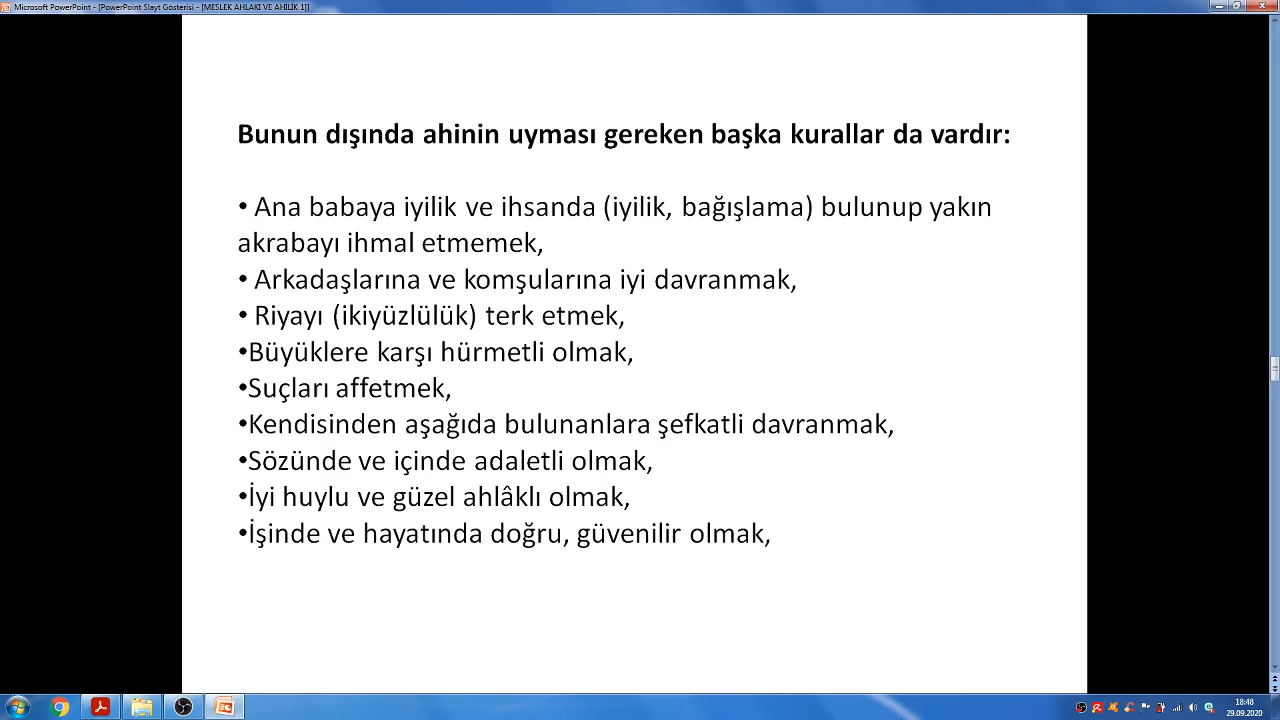 Microsoft PowerPoint - [PowerPoint Slayt Gösterisi - [MESLEK AHLAKI VE AHİLİK 1]]
Bunun dışında ahinin uyması gereken başka kurallar da vardır:
• Ana babaya iyilik ve ihsanda (iyilik, bağışlama) bulunup yakın
akrabayı ihmal etmemek,
• Arkadaşlarına ve komşularına iyi davranmak,
• Riyayı (ikiyüzlülük) terk etmek,
•Büyüklere karşı hürmetli olmak,
•Suçları affetmek,
•Kendisinden aşağıda bulunanlara şefkatli davranmak,
•Sözünde ve içinde adaletli olmak,
•İyi huylu ve güzel ahlâklı olmak,
•İşinde ve hayatında doğru, güvenilir olmak,
18:48
29.09.2020